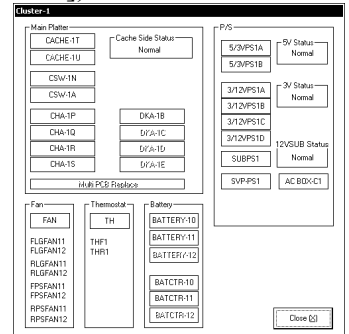 Cluster-1
Main Platter
CACHE-1T
CACHE-1U
Cache Side Status
Normal
CSW-1N
CSW-1A
CHA-1P
CHA-1Q
CHA-1R
CHA-1S
DKA-1B
DKA-1C
DKA-1D
DKA-1E
Multi PCB Replace
P/S
5/3VPS1A
5/3VPS1B
5V Status
Normal
3/12VPS1A
3/12VPS1B
3/12VPS1C
3/12VPS1D
3V Status
Normal
SUBPS1
12VSUB Status
Normal
SVP-PS1
AC BOX-C1
Fan
FAN
FLGFAN11
FLGFAN12
RLGFAN11
RLGFAN12
FPSFAN11
FPSFAN12
RPSFAN11
RPSFAN12
Thermostat
TH
THF1
THR1
Battery
BATTERY-10
BATTERY-11
BATTERY-12
BATCTR-10
BATCTR-11
BATCTR-12
Close (X)